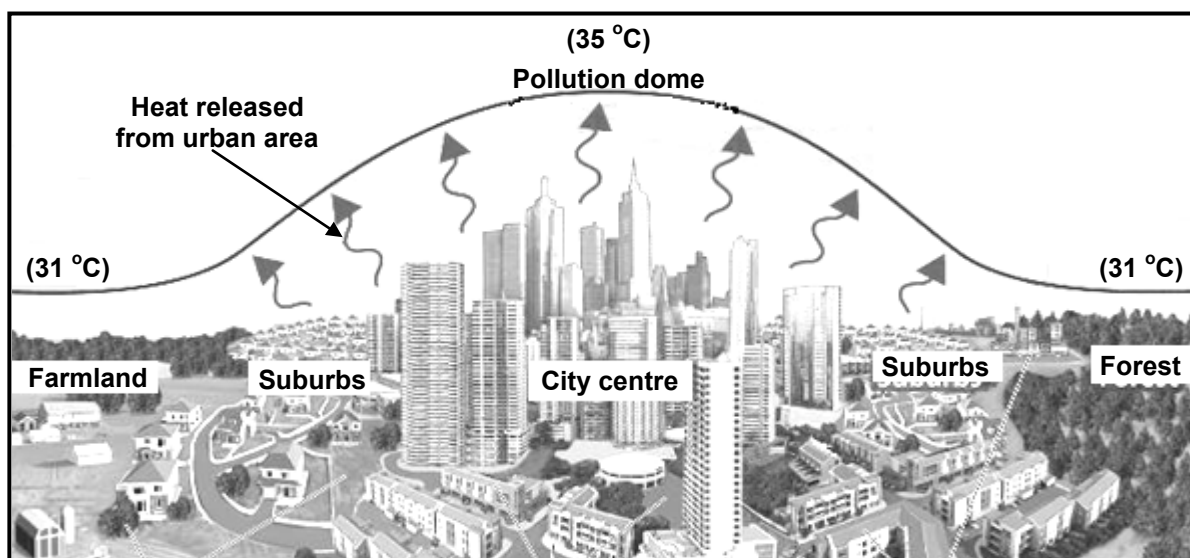 (35 °C)
Pollution dome
Heat released
from urban area
(31 °C)
(31 °C)
Farmland
Suburbs
City centre
Suburbs
Forest